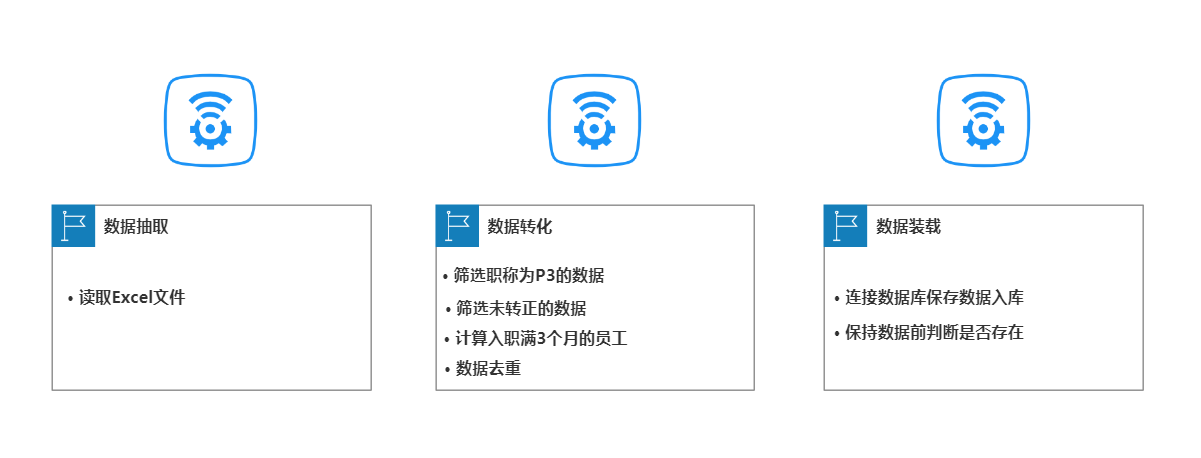 数据抽取
• 读取Excel文件
数据转化
• 筛选职称为P3的数据
• 筛选未转正的数据
• 计算入职满3个月的员工
• 数据去重
数据装载
• 连接数据库保存数据入库
• 保持数据前判断是否存在